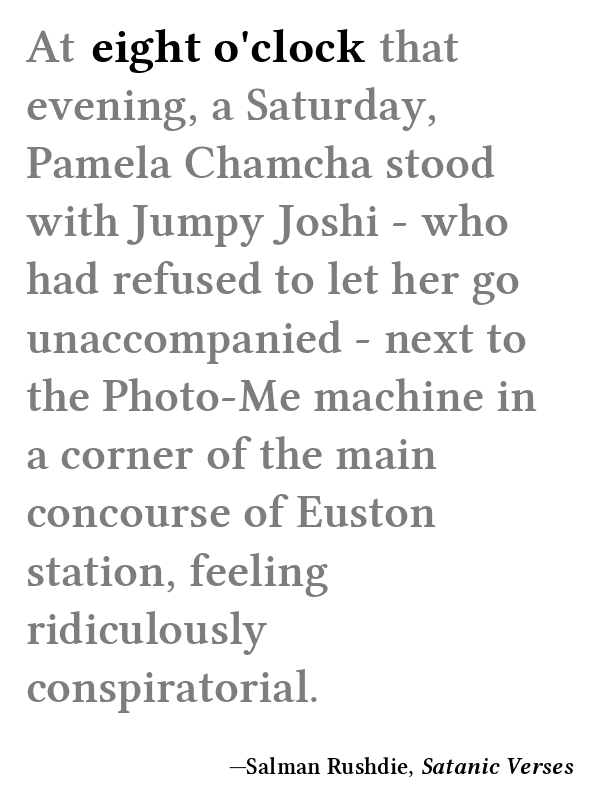 At eight o'clock that
evening, a Saturday,
Pamela Chamcha stood
with Jumpy Joshi - who
had refused to let her go
unaccompanied - next to
the Photo-Me machine in
a corner of the main
concourse of Euston
station, feeling
ridiculously
conspiratorial.
—Salman Rushdie, Satanic Verses